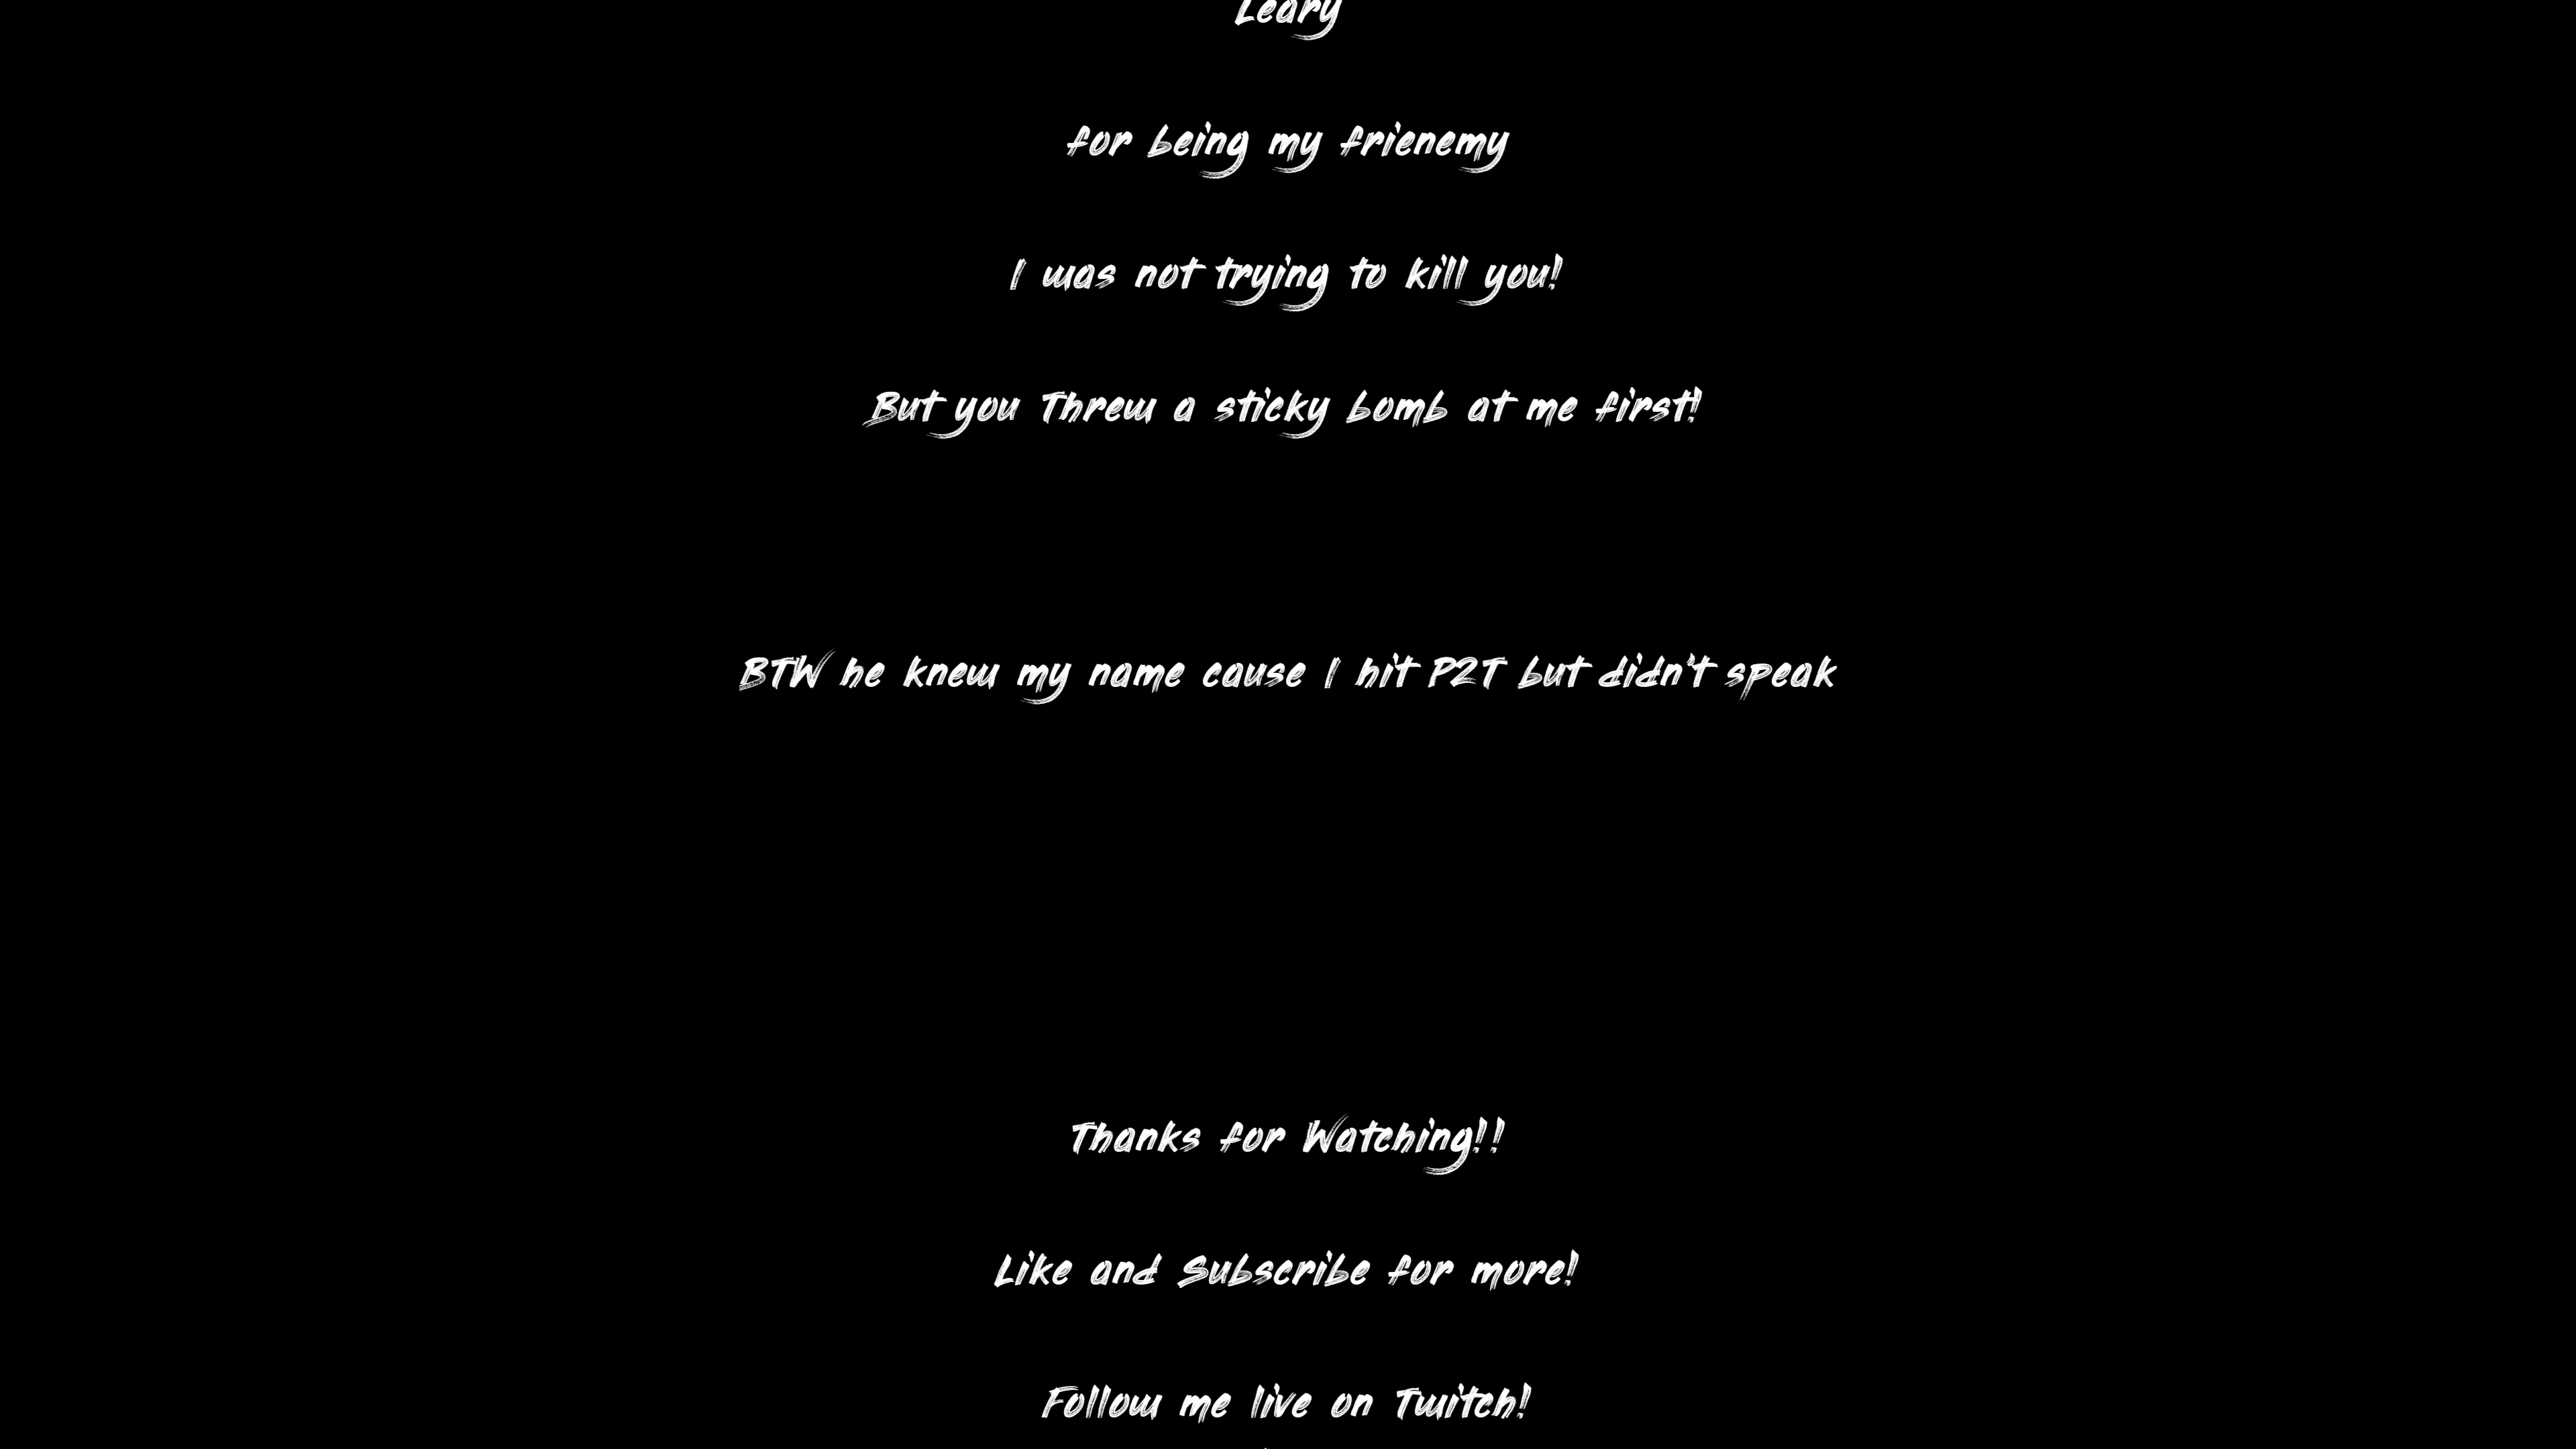 Leary
for being my frienemy
I was not trying to kill you!
But you Threw a sticky bomb at me first!
BTW he knew my name cause I hit P2T but didn't speak
Thanks for Watching!!
Like and Subscribe for more!
Follow me live on Twitch!